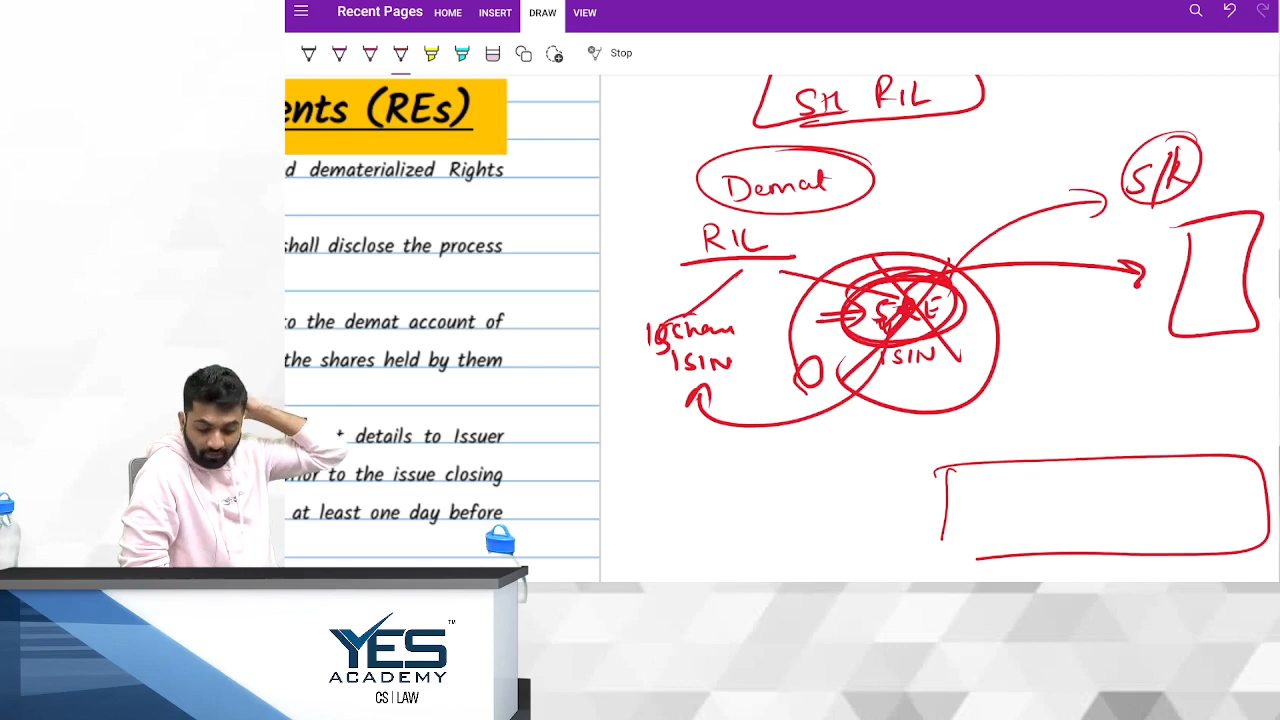 Recent Pages HOME INSERT DRAW VIEW
Stop
ents (REs)
d dematerialized Rights
shall disclose the process
to the demat account of
the shares held by them
t details to Issuer
ior to the issue closing
at least one day before
SH RIL
Demat
S/R
RIL
ISIN
ISIN
YES
ACADEMY
CS | LAW
TM